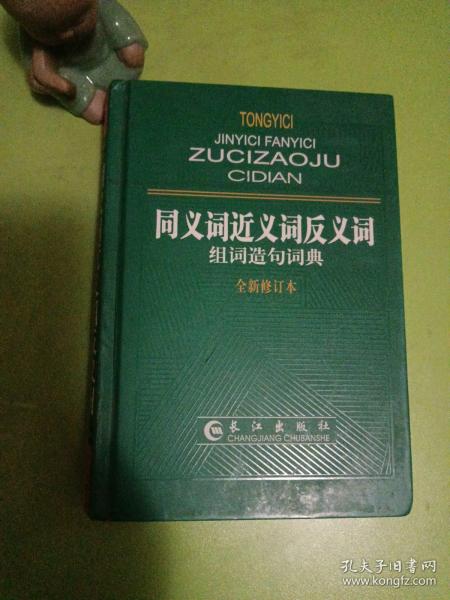 TONGYICI
JINYICI FANYICI
ZUCIZAOJU
CIDIAN
同义词近义词反义词
组词造句词典
全新修订本
长江出版社
CHANGJIANG CHUBANSHE
孔夫子旧书网
www.kongfz.com